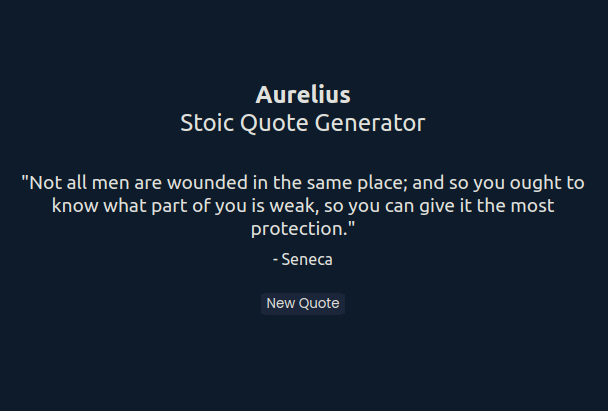 Aurelius
Stoic Quote Generator
"Not all men are wounded in the same place; and so you ought to
know what part of you is weak, so you can give it the most
protection."
- Seneca
New Quote